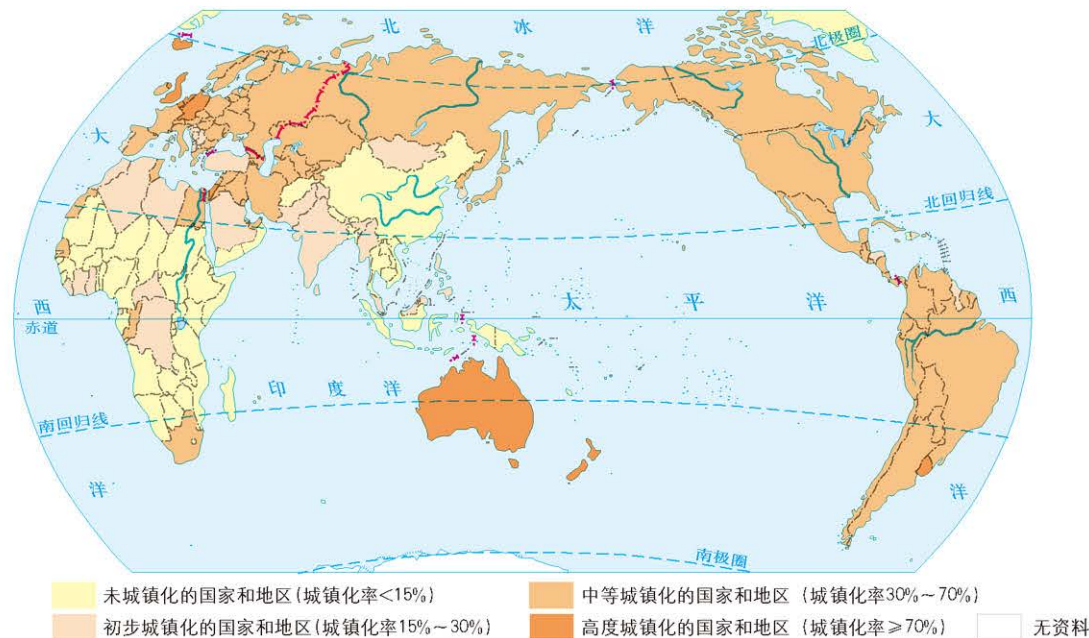 北 冰 洋
北极圈
大
大
北回归线
太 平 洋
西
西
赤道
印 度 洋
南回归线
洋
洋
南极圈
未城镇化的国家和地区(城镇化率<15%)
中等城镇化的国家和地区 (城镇化率30%～70%)
初步城镇化的国家和地区(城镇化率15%～30%)
高度城镇化的国家和地区 (城镇化率≥70%)
无资料